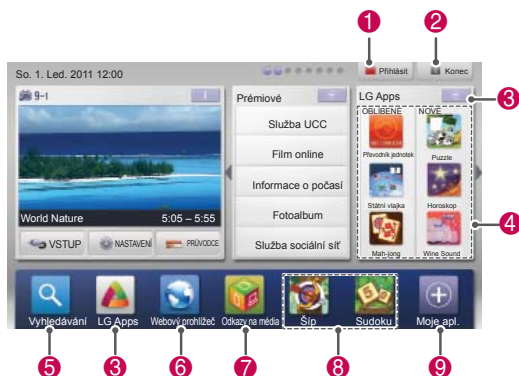 1 2
So. 1. Led. 2011 12:00
Přihlásit
Konec
9-1
Prémiové
LG Apps
3
OBLÍBENÉ NOVÉ
Služba UCC
Film online
Informace o počasí
Fotoalbum
Služba sociální síť
Převodník jednotek
Puzzle
Státní vlajka
Horoskop
Mah-jong
Wine Sound
4
World Nature 5:05 – 5:55
VSTUP
NASTAVENÍ
PRŮVODCE
Vyhledávání
LG Apps
Webový prohlížeč
Odkazy na média
Šíp
Sudoku
Moje apl.
5 3 6 7 8 9